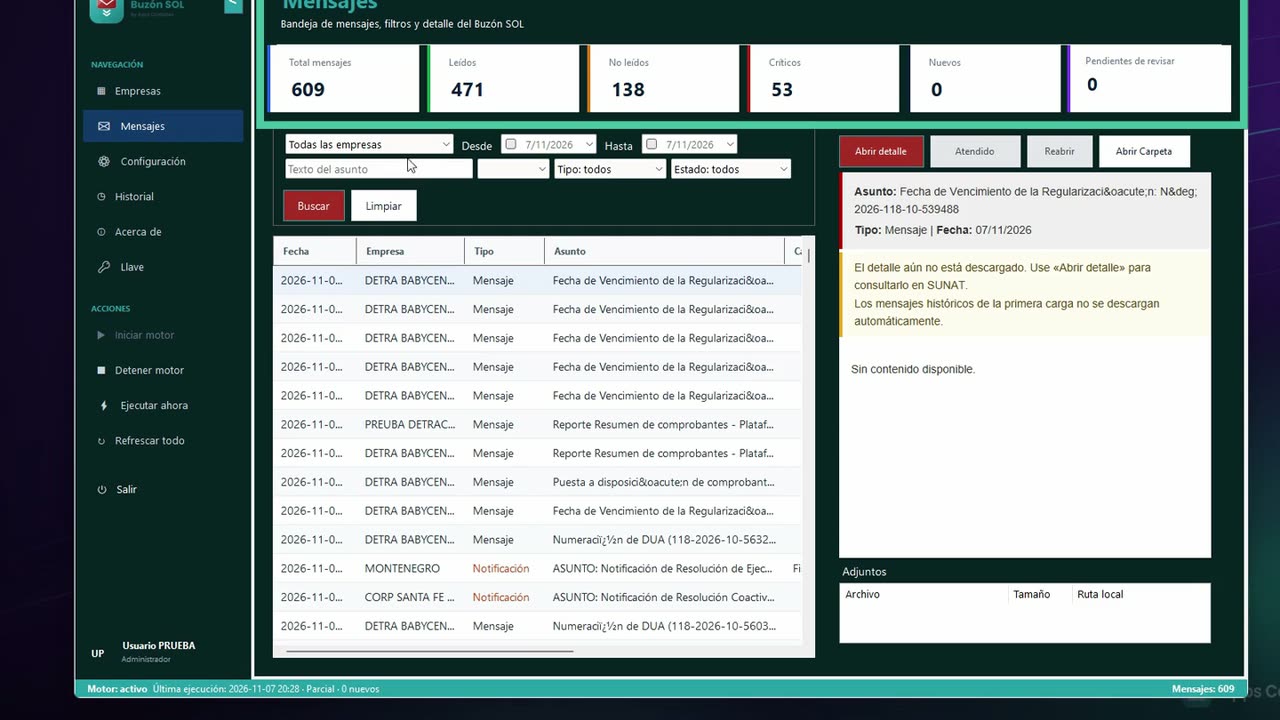 Buzón SOL
Mensajes
Bandeja de mensajes, filtros y detalle del Buzón SOL
NAVEGACIÓN
Empresas
Mensajes
Configuración
Historial
Acerca de
Llave
ACCIONES
Iniciar motor
Detener motor
Ejecutar ahora
Refrescar todo
Salir
UP
Usuario PRUEBA
Administrador
Total mensajes
609
Leídos
471
No leídos
138
Críticos
53
Nuevos
0
Pendientes de revisar
0
Todas las empresas
Desde
7/11/2026
Hasta
7/11/2026
Texto del asunto
Tipo: todos
Estado: todos
Buscar
Limpiar
Fecha Empresa Tipo Asunto
2026-11-0... DETRA BABYCEN... Mensaje Fecha de Vencimiento de la Regularizaci&oa...
2026-11-0... DETRA BABYCEN... Mensaje Fecha de Vencimiento de la Regularizaci&oa...
2026-11-0... DETRA BABYCEN... Mensaje Fecha de Vencimiento de la Regularizaci&oa...
2026-11-0... DETRA BABYCEN... Mensaje Fecha de Vencimiento de la Regularizaci&oa...
2026-11-0... DETRA BABYCEN... Mensaje Fecha de Vencimiento de la Regularizaci&oa...
2026-11-0... PREUBA DETRAC... Mensaje Reporte Resumen de comprobantes - Plataf...
2026-11-0... DETRA BABYCEN... Mensaje Reporte Resumen de comprobantes - Plataf...
2026-11-0... DETRA BABYCEN... Mensaje Puesta a disposici&oacute;n de comprobant...
2026-11-0... DETRA BABYCEN... Mensaje Fecha de Vencimiento de la Regularizaci&oa...
2026-11-0... DETRA BABYCEN... Mensaje Numeraciï¿½n de DUA (118-2026-10-5632...
2026-11-0... MONTENEGRO Notificación ASUNTO: Notificación de Resolución de Ejec... Fi
2026-11-0... CORP SANTA FE ... Notificación ASUNTO: Notificación de Resolución Coactiv...
2026-11-0... DETRA BABYCEN... Mensaje Numeraciï¿½n de DUA (118-2026-10-5603...
Abrir detalle
Atendido
Reabrir
Abrir Carpeta
Asunto: Fecha de Vencimiento de la Regularizaci&oacute;n: N&deg;
2026-118-10-539488
Tipo: Mensaje | Fecha: 07/11/2026
El detalle aún no está descargado. Use «Abrir detalle» para
consultarlo en SUNAT.
Los mensajes históricos de la primera carga no se descargan
automáticamente.
Sin contenido disponible.
Adjuntos
Archivo Tamaño Ruta local
Motor: activo Última ejecución: 2026-11-07 20:28 · Parcial · 0 nuevos
Mensajes: 609